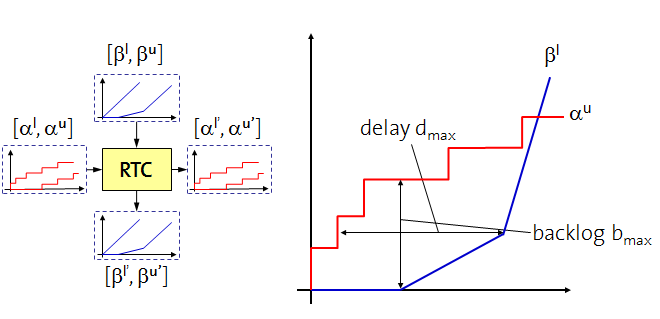 [βˡ, βᵘ]
[αˡ, αᵘ]
[αˡ', αᵘ']
RTC
[βˡ', βᵘ']
βˡ
αᵘ
delay dₘₐₓ
backlog bₘₐₓ